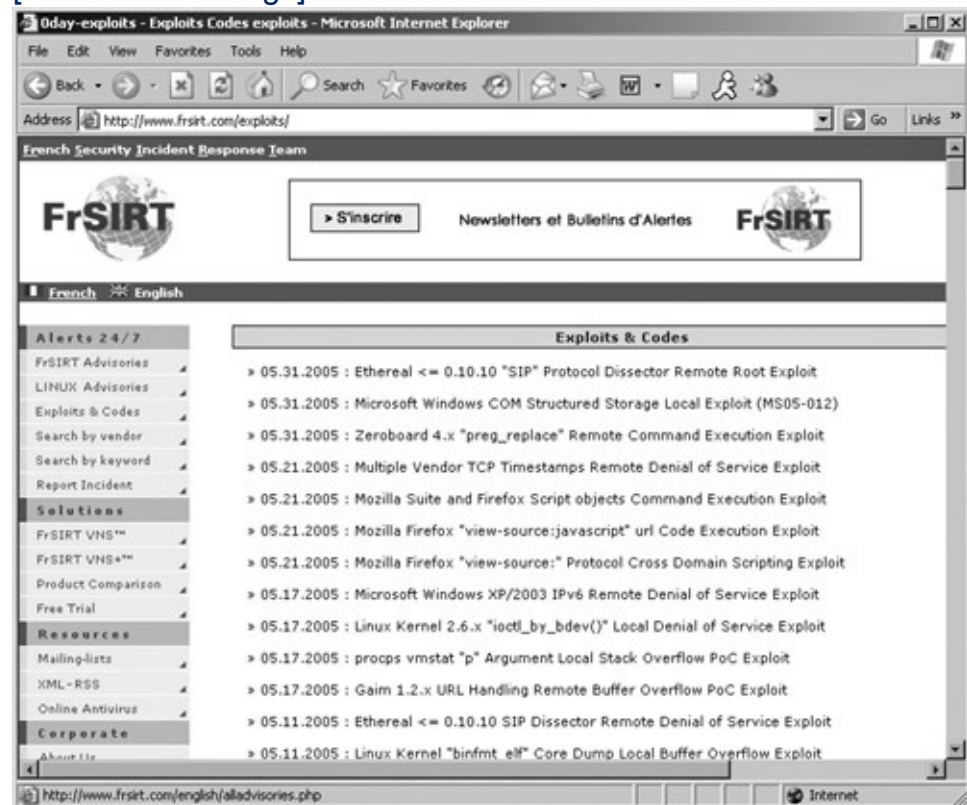 0day-exploits - Exploits Codes exploits - Microsoft Internet Explorer
File Edit View Favorites Tools Help
Back Search Favorites
Address http://www.frsirt.com/exploits/ Go Links »
French Security Incident Response Team
FrSIRT
> S'inscrire Newsletters et Bulletins d'Alertes FrSIRT
French English
Alerts 24/7
FrSIRT Advisories
LINUX Advisories
Exploits & Codes
Search by vendor
Search by keyword
Report Incident
Solutions
FrSIRT VNS™
FrSIRT VNS+™
Product Comparison
Free Trial
Resources
Mailing-lists
XML-RSS
Online Antivirus
Corporate
About Us
Exploits & Codes
» 05.31.2005 : Ethereal <= 0.10.10 "SIP" Protocol Dissector Remote Root Exploit
» 05.31.2005 : Microsoft Windows COM Structured Storage Local Exploit (MS05-012)
» 05.31.2005 : Zeroboard 4.x "preg_replace" Remote Command Execution Exploit
» 05.21.2005 : Multiple Vendor TCP Timestamps Remote Denial of Service Exploit
» 05.21.2005 : Mozilla Suite and Firefox Script objects Command Execution Exploit
» 05.21.2005 : Mozilla Firefox "view-source:javascript" url Code Execution Exploit
» 05.21.2005 : Mozilla Firefox "view-source:" Protocol Cross Domain Scripting Exploit
» 05.17.2005 : Microsoft Windows XP/2003 IPv6 Remote Denial of Service Exploit
» 05.17.2005 : Linux Kernel 2.6.x "ioctl_by_bdev()" Local Denial of Service Exploit
» 05.17.2005 : procps vmstat "p" Argument Local Stack Overflow PoC Exploit
» 05.17.2005 : Gaim 1.2.x URL Handling Remote Buffer Overflow PoC Exploit
» 05.11.2005 : Ethereal <= 0.10.10 SIP Dissector Remote Denial of Service Exploit
» 05.11.2005 : Linux Kernel "binfmt_elf" Core Dump Local Buffer Overflow Exploit
http://www.frsirt.com/english/alladvisories.php Internet